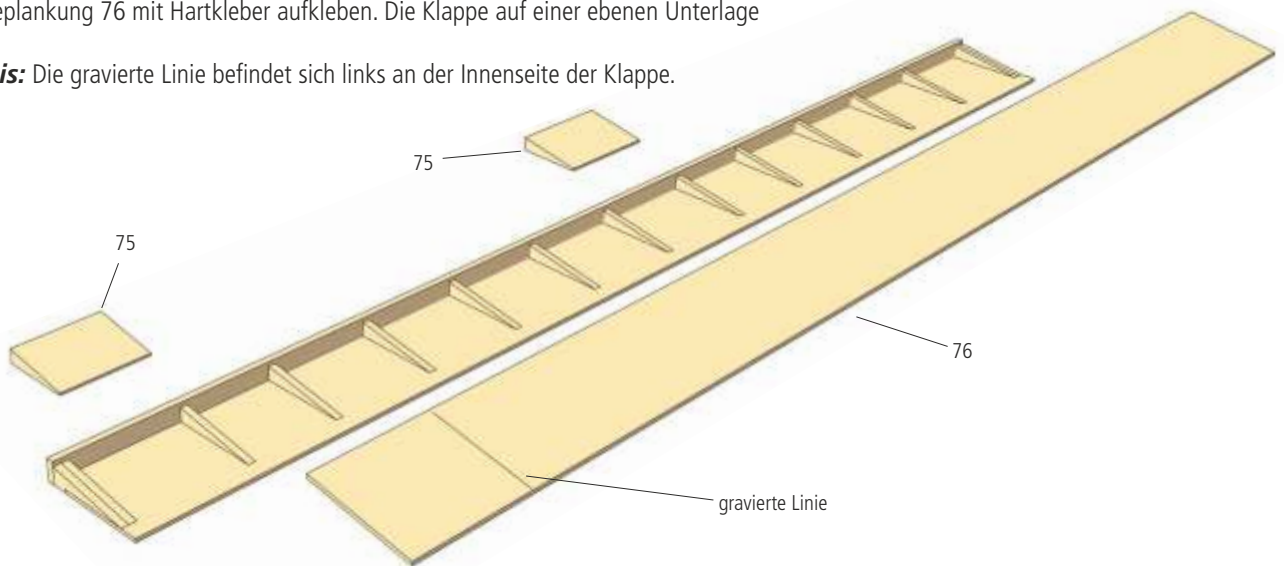 eplankung 76 mit Hartkleber aufkleben. Die Klappe auf einer ebenen Unterlage
is: Die gravierte Linie befindet sich links an der Innenseite der Klappe.
75
75
76
gravierte Linie